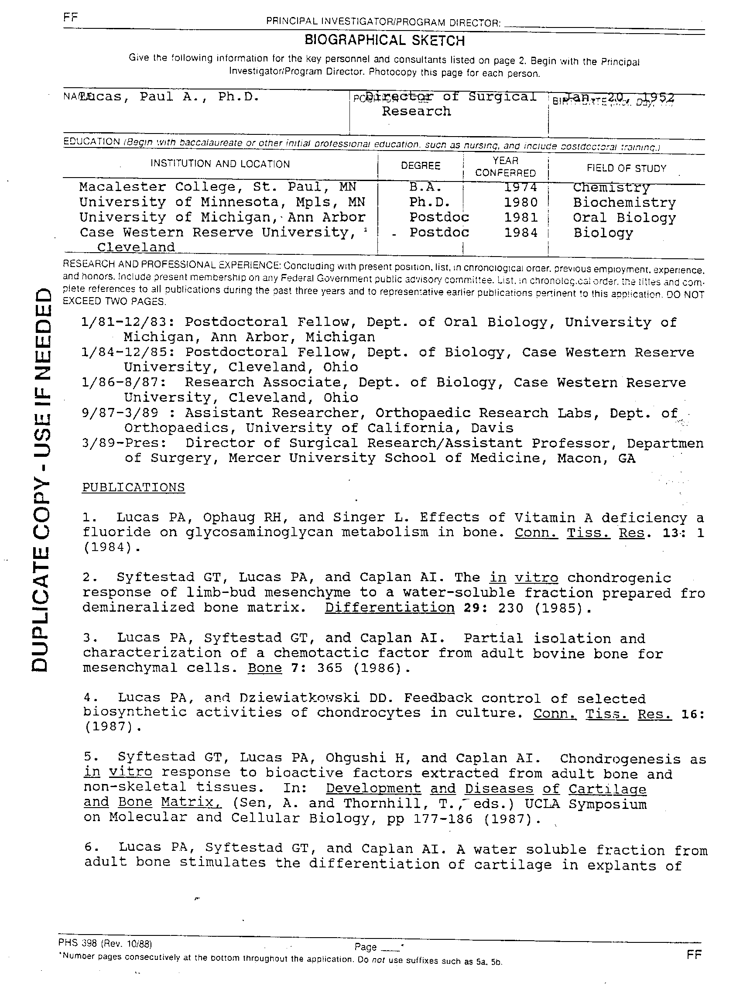 FF
PRINCIPAL INVESTIGATOR/PROGRAM DIRECTOR:
BIOGRAPHICAL SKETCH
Give the following information for the key personnel and consultants listed on page 2. Begin with the Principal
Investigator/Program Director. Photocopy this page for each person.
Lucas, Paul A., Ph.D.
Director of Surgical
Research
Jan. 20, 1952
EDUCATION (Begin with baccalaureate or other initial professional education, such as nursing, and include postdoctoral training.)
INSTITUTION AND LOCATION DEGREE YEAR CONFERRED FIELD OF STUDY
Macalester College, St. Paul, MN B.A. 1974 Chemistry
University of Minnesota, Mpls, MN Ph.D. 1980 Biochemistry
University of Michigan, Ann Arbor Postdoc 1981 Oral Biology
Case Western Reserve University, Postdoc 1984 Biology
Cleveland
RESEARCH AND PROFESSIONAL EXPERIENCE: Concluding with present position, list, in chronological order, previous employment, experience,
and honors. Include present membership on any Federal Government public advisory committee. List, in chronological order, the titles and com-
plete references to all publications during the past three years and to representative earlier publications pertinent to this application. DO NOT
EXCEED TWO PAGES.
1/81-12/83: Postdoctoral Fellow, Dept. of Oral Biology, University of
Michigan, Ann Arbor, Michigan
1/84-12/85: Postdoctoral Fellow, Dept. of Biology, Case Western Reserve
University, Cleveland, Ohio
1/86-8/87: Research Associate, Dept. of Biology, Case Western Reserve
University, Cleveland, Ohio
9/87-3/89 : Assistant Researcher, Orthopaedic Research Labs, Dept. of
Orthopaedics, University of California, Davis
3/89-Pres: Director of Surgical Research/Assistant Professor, Departmen
of Surgery, Mercer University School of Medicine, Macon, GA
PUBLICATIONS
1. Lucas PA, Ophaug RH, and Singer L. Effects of Vitamin A deficiency a
fluoride on glycosaminoglycan metabolism in bone. Conn. Tiss. Res. 13: 1
(1984).
2. Syftestad GT, Lucas PA, and Caplan AI. The in vitro chondrogenic
response of limb-bud mesenchyme to a water-soluble fraction prepared fro
demineralized bone matrix. Differentiation 29: 230 (1985).
3. Lucas PA, Syftestad GT, and Caplan AI. Partial isolation and
characterization of a chemotactic factor from adult bovine bone for
mesenchymal cells. Bone 7: 365 (1986).
4. Lucas PA, and Dziewiatkowski DD. Feedback control of selected
biosynthetic activities of chondrocytes in culture. Conn. Tiss. Res. 16:
(1987).
5. Syftestad GT, Lucas PA, Ohgushi H, and Caplan AI. Chondrogenesis as
in vitro response to bioactive factors extracted from adult bone and
non-skeletal tissues. In: Development and Diseases of Cartilage
and Bone Matrix, (Sen, A. and Thornhill, T., eds.) UCLA Symposium
on Molecular and Cellular Biology, pp 177-186 (1987).
6. Lucas PA, Syftestad GT, and Caplan AI. A water soluble fraction from
adult bone stimulates the differentiation of cartilage in explants of
DUPLICATE COPY - USE IF NEEDED
PHS 398 (Rev. 10/88) Page ___*
*Number pages consecutively at the bottom throughout the application. Do not use suffixes such as 5a, 5b.
FF